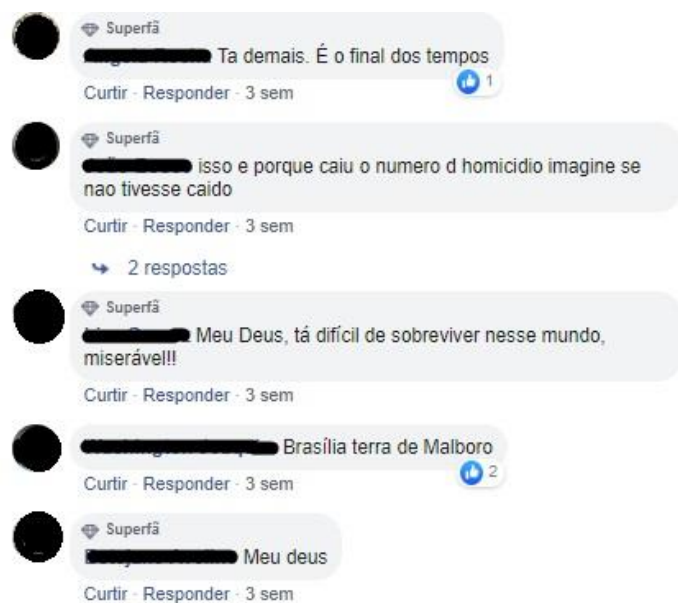 Superfã
Ta demais. É o final dos tempos
1
Curtir · Responder · 3 sem
Superfã
isso e porque caiu o numero d homicidio imagine se
nao tivesse caido
Curtir · Responder · 3 sem
2 respostas
Superfã
Meu Deus, tá difícil de sobreviver nesse mundo,
miserável!!
Curtir · Responder · 3 sem
Brasília terra de Malboro
2
Curtir · Responder · 3 sem
Superfã
Meu deus
Curtir · Responder · 3 sem